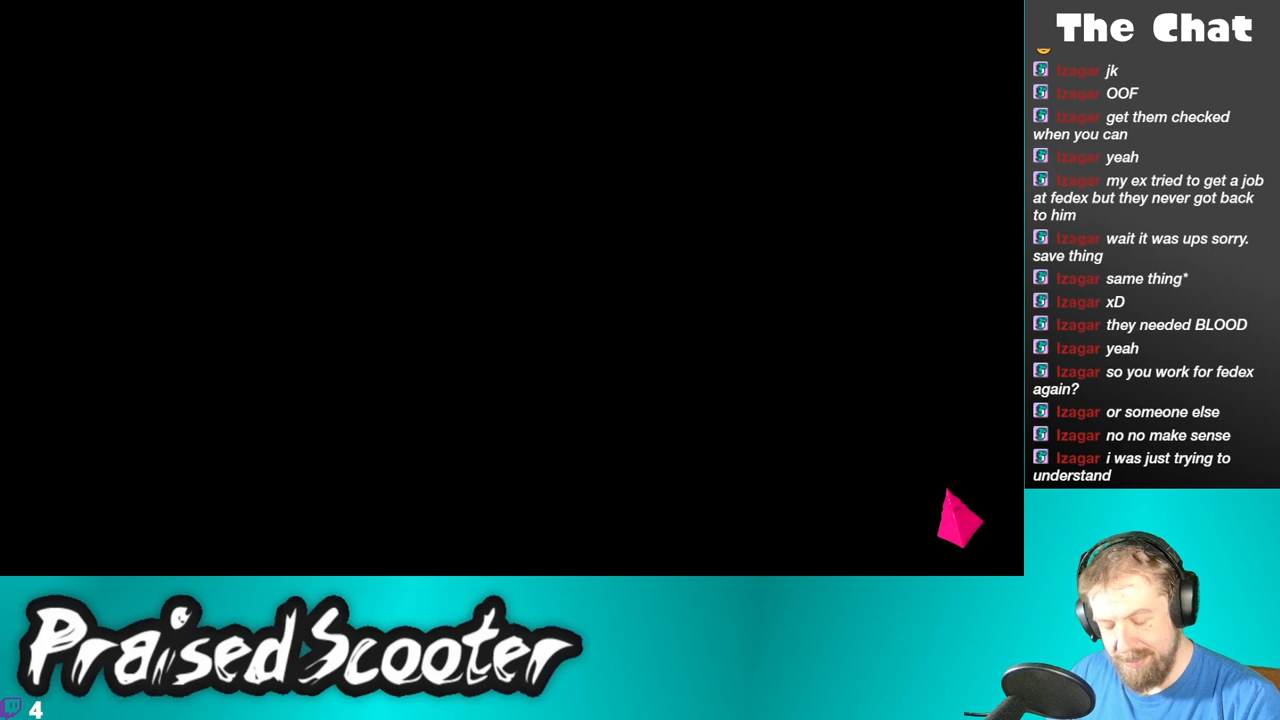 The Chat
Izagar jk
Izagar OOF
Izagar get them checked
when you can
Izagar yeah
Izagar my ex tried to get a job
at fedex but they never got back
to him
Izagar wait it was ups sorry.
save thing
Izagar same thing*
Izagar xD
Izagar they needed BLOOD
Izagar yeah
Izagar so you work for fedex
again?
Izagar or someone else
Izagar no no make sense
Izagar i was just trying to
understand
Praised Scooter
4